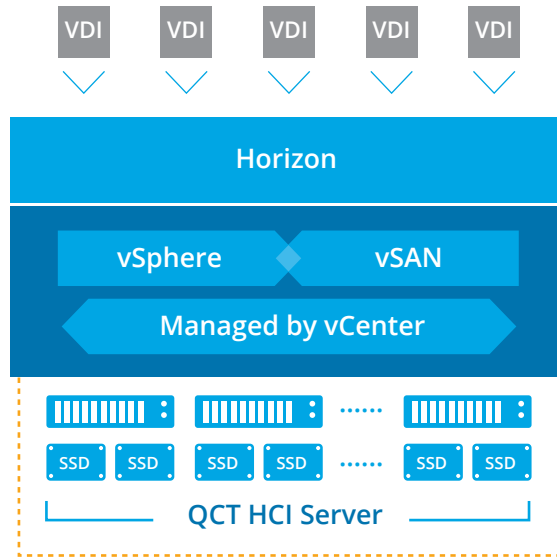 VDI VDI VDI VDI VDI
Horizon
vSphere vSAN
Managed by vCenter
SSD SSD SSD SSD SSD SSD
QCT HCI Server